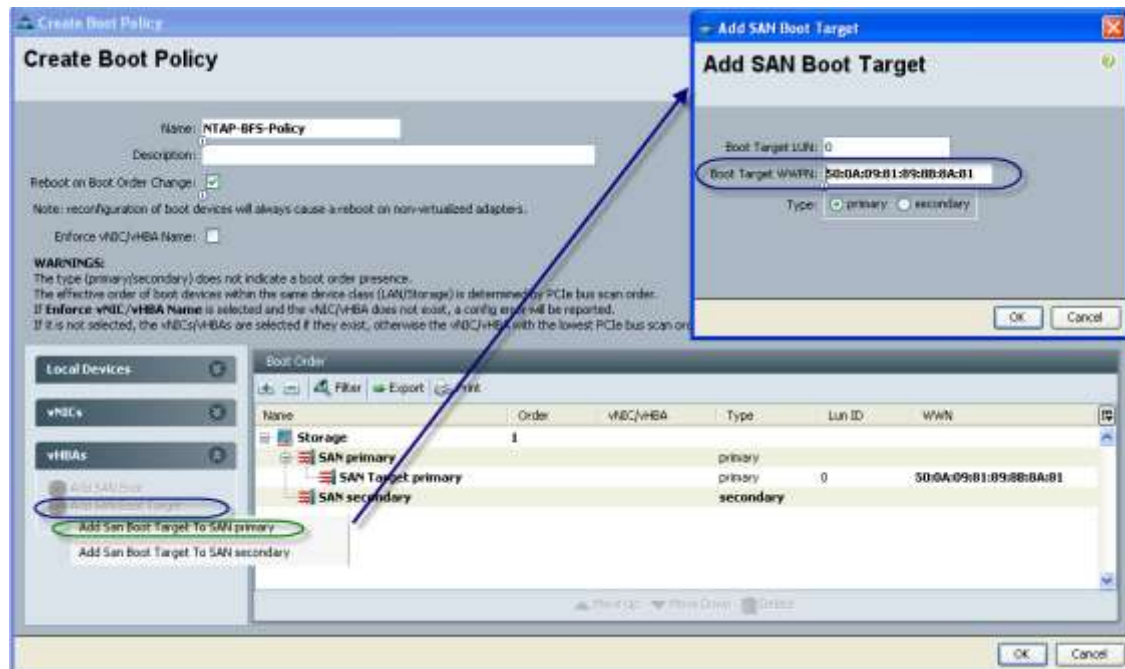 Create Boot Policy
Create Boot Policy
Name: NTAP-BFS-Policy
Description:
Reboot on Boot Order Change:
Note: reconfiguration of boot devices will always cause a reboot on non-virtualized adapters.
Enforce vNIC/vHBA Name:
WARNINGS:
The type (primary/secondary) does not indicate a boot order presence.
The effective order of boot devices within the same device class (LAN/Storage) is determined by PCIe bus scan order.
If Enforce vNIC/vHBA Name is selected and the vNIC/vHBA does not exist, a config error will be reported.
If it is not selected, the vNICs/vHBAs are selected if they exist, otherwise the vNIC/vHBA with the lowest PCIe bus scan
Add SAN Boot Target
Add SAN Boot Target
Boot Target LUN: 0
Boot Target WWPN: 50:0A:09:81:89:8B:8A:81
Type: primary secondary
OK Cancel
Local Devices
vNICs
vHBAs
Add SAN Boot
Add SAN Boot Target
Add San Boot Target To SAN primary
Add San Boot Target To SAN secondary
Boot Order
Filter Export Print
Name Order vNIC/vHBA Type Lun ID WWN
Storage 1
SAN primary primary
SAN Target primary primary 0 50:0A:09:81:89:8B:8A:81
SAN secondary secondary
Move Up Move Down Delete
OK Cancel